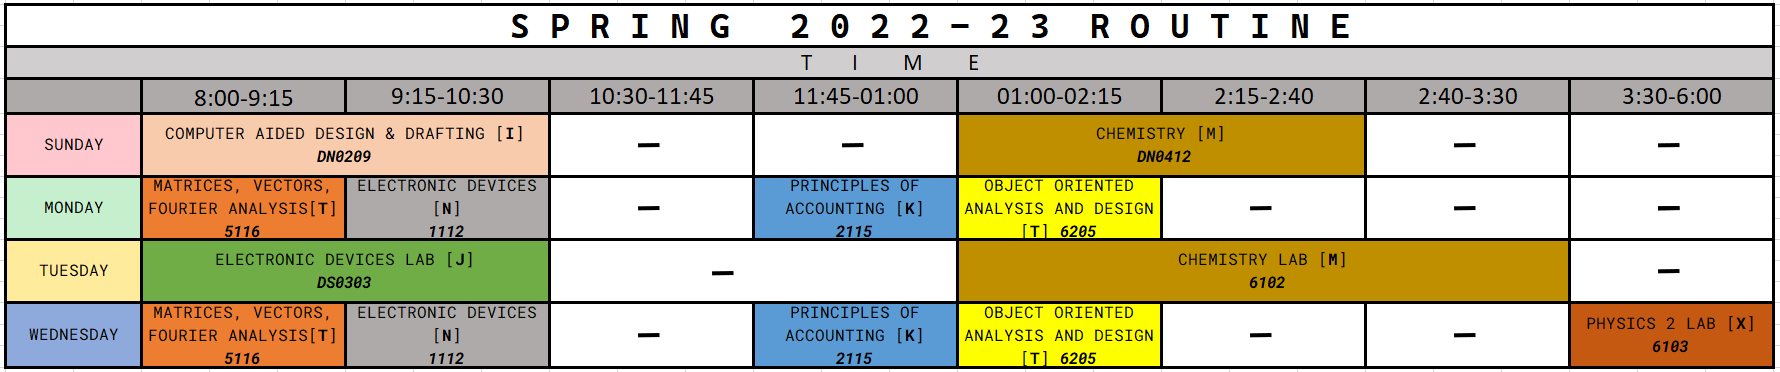 SPRING 2022-23 ROUTINE
TIME
8:00-9:15 9:15-10:30 10:30-11:45 11:45-01:00 01:00-02:15 2:15-2:40 2:40-3:30 3:30-6:00
SUNDAY
COMPUTER AIDED DESIGN & DRAFTING [I]
DN0209
—
—
CHEMISTRY [M]
DN0412
—
—
MONDAY
MATRICES, VECTORS,
FOURIER ANALYSIS[T]
5116
ELECTRONIC DEVICES
[N]
1112
—
PRINCIPLES OF
ACCOUNTING [K]
2115
OBJECT ORIENTED
ANALYSIS AND DESIGN
[T] 6205
—
—
—
TUESDAY
ELECTRONIC DEVICES LAB [J]
DS0303
—
CHEMISTRY LAB [M]
6102
—
WEDNESDAY
MATRICES, VECTORS,
FOURIER ANALYSIS[T]
5116
ELECTRONIC DEVICES
[N]
1112
—
PRINCIPLES OF
ACCOUNTING [K]
2115
OBJECT ORIENTED
ANALYSIS AND DESIGN
[T] 6205
—
—
PHYSICS 2 LAB [X]
6103